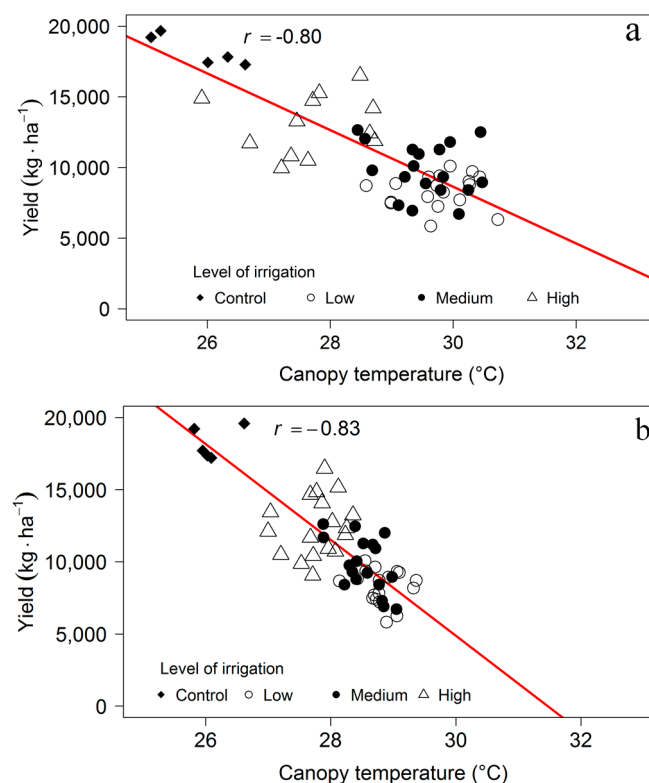 20,000
15,000
10,000
5,000
0
Yield (kg·ha⁻¹)
r = -0.80
a
Level of irrigation
Control Low Medium High
26 28 30 32
Canopy temperature (°C)
20,000
15,000
10,000
5,000
0
Yield (kg·ha⁻¹)
r = −0.83
b
Level of irrigation
Control Low Medium High
26 28 30 32
Canopy temperature (°C)